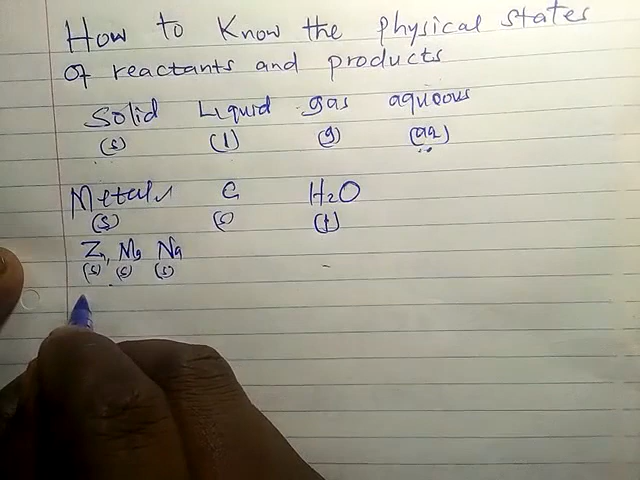 How to Know the physical states
of reactants and products
Solid Liquid gas aqueous
(s) (l) (g) (aq)
Metals C H₂O
(s) (s) (l)
Zn, Mg Na
(s) (s) (s)